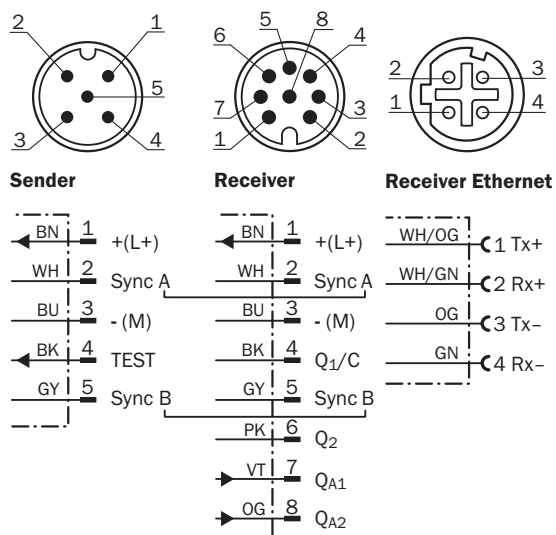 2 1
5
3 4
5 8
6 4
7 3
1 2
2 3
1 4
Sender
BN 1 +(L+)
WH 2 Sync A
BU 3 - (M)
BK 4 TEST
GY 5 Sync B
Receiver
BN 1 +(L+)
WH 2 Sync A
BU 3 - (M)
BK 4 Q1/C
GY 5 Sync B
PK 6 Q2
VT 7 QA1
OG 8 QA2
Receiver Ethernet
WH/OG 1 Tx+
WH/GN 2 Rx+
OG 3 Tx–
GN 4 Rx–